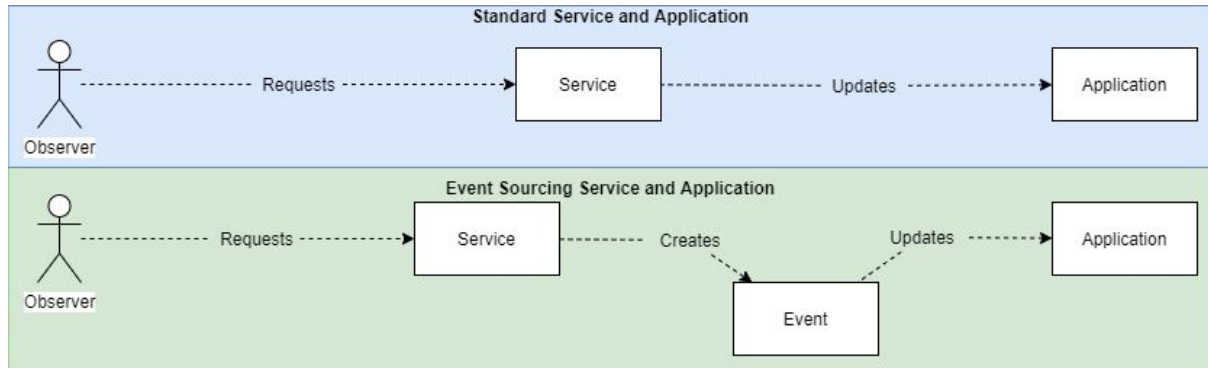 Standard Service and Application
Requests
Service
Updates
Application
Observer
Event Sourcing Service and Application
Requests
Service
Creates
Updates
Application
Observer
Event